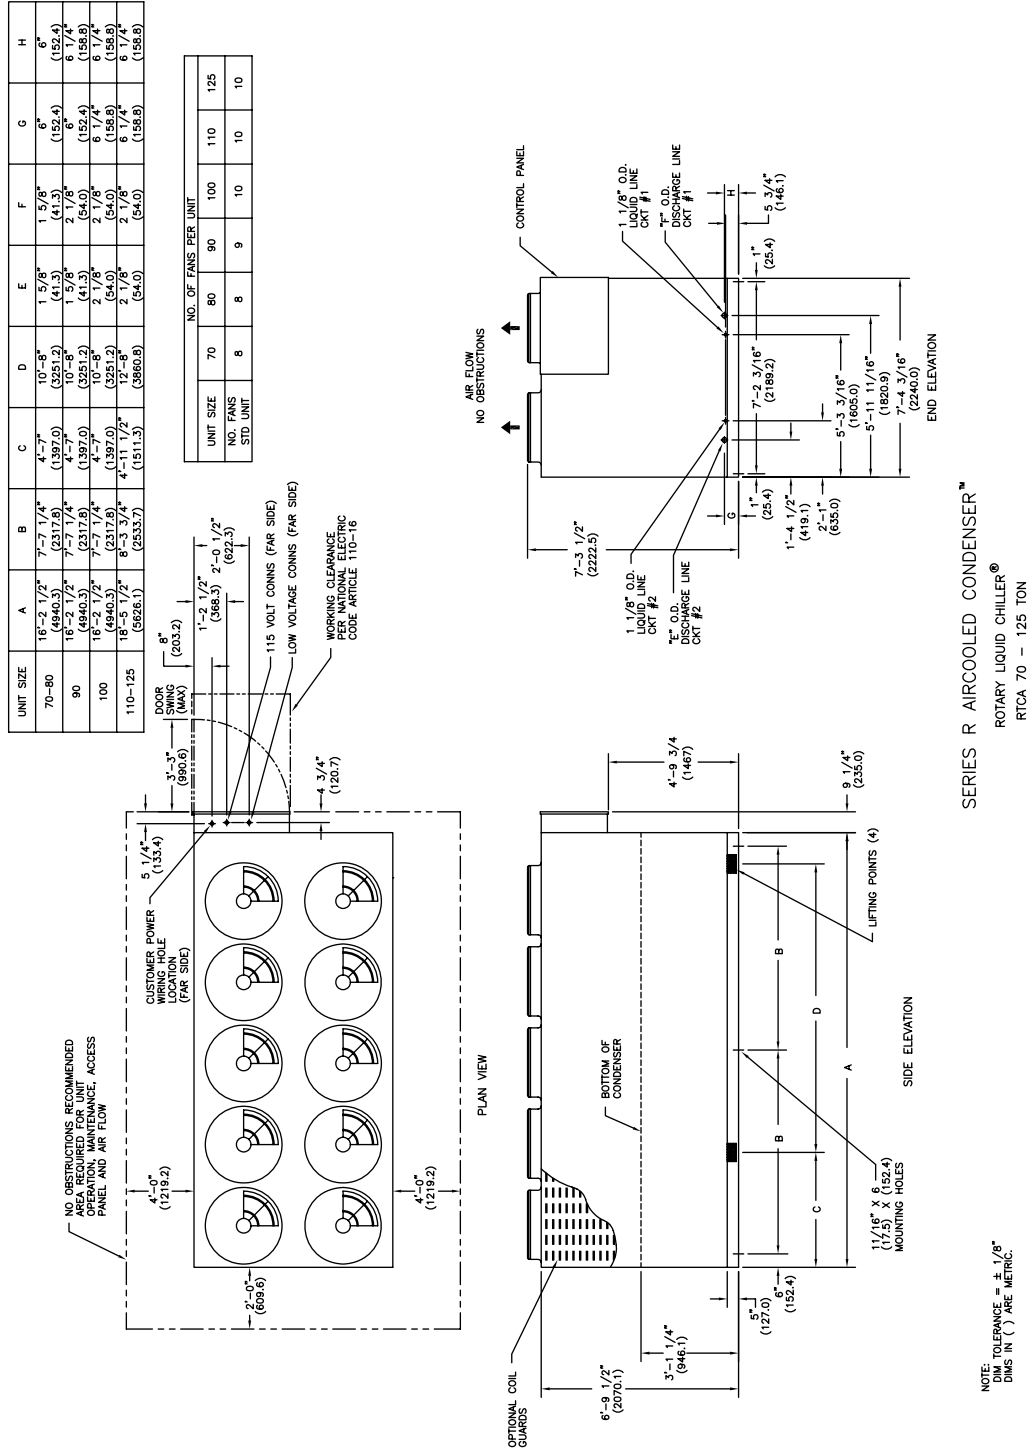 UNIT SIZE A B C D E F G H
70-80 16'-2 1/2" 7'-7 1/4" 4'-7" 10'-8" 1 5/8" 1 5/8" 6" 6"
(4940.3) (2317.8) (1397.0) (3251.2) (41.3) (41.3) (152.4) (152.4)
90 16'-2 1/2" 7'-7 1/4" 4'-7" 10'-8" 1 5/8" 2 1/8" 6" 6 1/4"
(4940.3) (2317.8) (1397.0) (3251.2) (41.3) (54.0) (152.4) (158.8)
100 16'-2 1/2" 7'-7 1/4" 4'-7" 10'-8" 2 1/8" 2 1/8" 6 1/4" 6 1/4"
(4940.3) (2317.8) (1397.0) (3251.2) (54.0) (54.0) (158.8) (158.8)
110-125 18'-5 1/2" 8'-3 3/4" 4'-11 1/2" 12'-8" 2 1/8" 2 1/8" 6 1/4" 6 1/4"
(5626.1) (2533.7) (1511.3) (3860.8) (54.0) (54.0) (158.8) (158.8)
NO. OF FANS PER UNIT
UNIT SIZE 70 80 90 100 110 125
NO. FANS
STD UNIT 8 8 9 10 10 10
NO OBSTRUCTIONS RECOMMENDED
AREA REQUIRED FOR UNIT
OPERATION, MAINTENANCE, ACCESS
PANEL AND AIR FLOW
CUSTOMER POWER
WIRING HOLE
LOCATION
(FAR SIDE)
5 1/4"
(133.4)
3'-3"
(990.6)
DOOR
SWING
(MAX)
8"
(203.2)
1'-2 1/2"
(368.3)
2'-0 1/2"
(622.3)
115 VOLT CONNS (FAR SIDE)
LOW VOLTAGE CONNS (FAR SIDE)
WORKING CLEARANCE
PER NATIONAL ELECTRIC
CODE ARTICLE 110-16
4 3/4"
(120.7)
4'-0"
(1219.2)
4'-0"
(1219.2)
2'-0"
(609.6)
PLAN VIEW
AIR FLOW
NO OBSTRUCTIONS
CONTROL PANEL
7'-3 1/2"
(2222.5)
1 1/8" O.D.
LIQUID LINE
CKT #1
"F" O.D.
DISCHARGE LINE
CKT #1
1 1/8" O.D.
LIQUID LINE
CKT #2
"E" O.D.
DISCHARGE LINE
CKT #2
G
H
5 3/4"
(146.1)
1"
(25.4)
1"
(25.4)
7'-2 3/16"
(2189.2)
1'-4 1/2"
(419.1)
2'-1"
(635.0)
5'-3 3/16"
(1605.0)
5'-11 11/16"
(1820.9)
7'-4 3/16"
(2240.0)
END ELEVATION
OPTIONAL COIL
GUARDS
BOTTOM OF
CONDENSER
6'-9 1/2"
(2070.1)
3'-1 1/4"
(946.1)
5"
(127.0)
6"
(152.4)
4'-9 3/4
(1467)
9 1/4"
(235.0)
B
B
C
D
A
11/16" X 6
(17.5) X (152.4)
MOUNTING HOLES
LIFTING POINTS (4)
SIDE ELEVATION
SERIES R AIRCOOLED CONDENSER™
ROTARY LIQUID CHILLER®
RTCA 70 - 125 TON
NOTE:
DIM TOLERANCE = ± 1/8"
DIMS IN ( ) ARE METRIC.